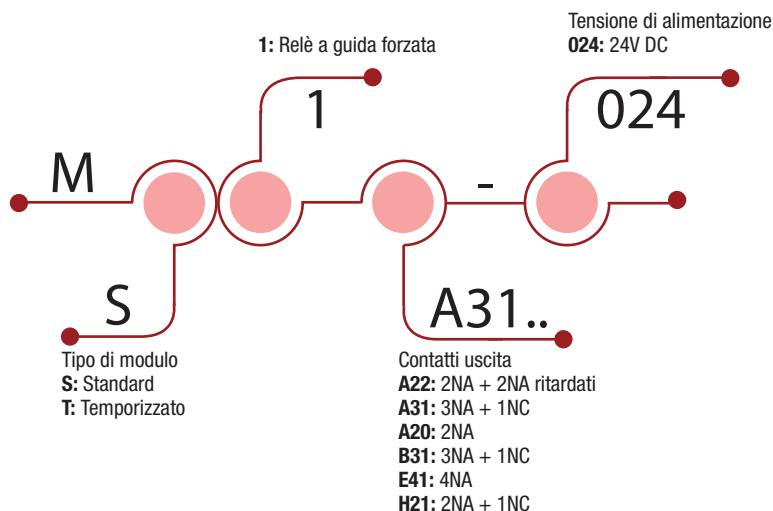 Tensione di alimentazione
024: 24V DC
1: Relè a guida forzata
1
024
M
-
S
A31..
Tipo di modulo
S: Standard
T: Temporizzato
Contatti uscita
A22: 2NA + 2NA ritardati
A31: 3NA + 1NC
A20: 2NA
B31: 3NA + 1NC
E41: 4NA
H21: 2NA + 1NC